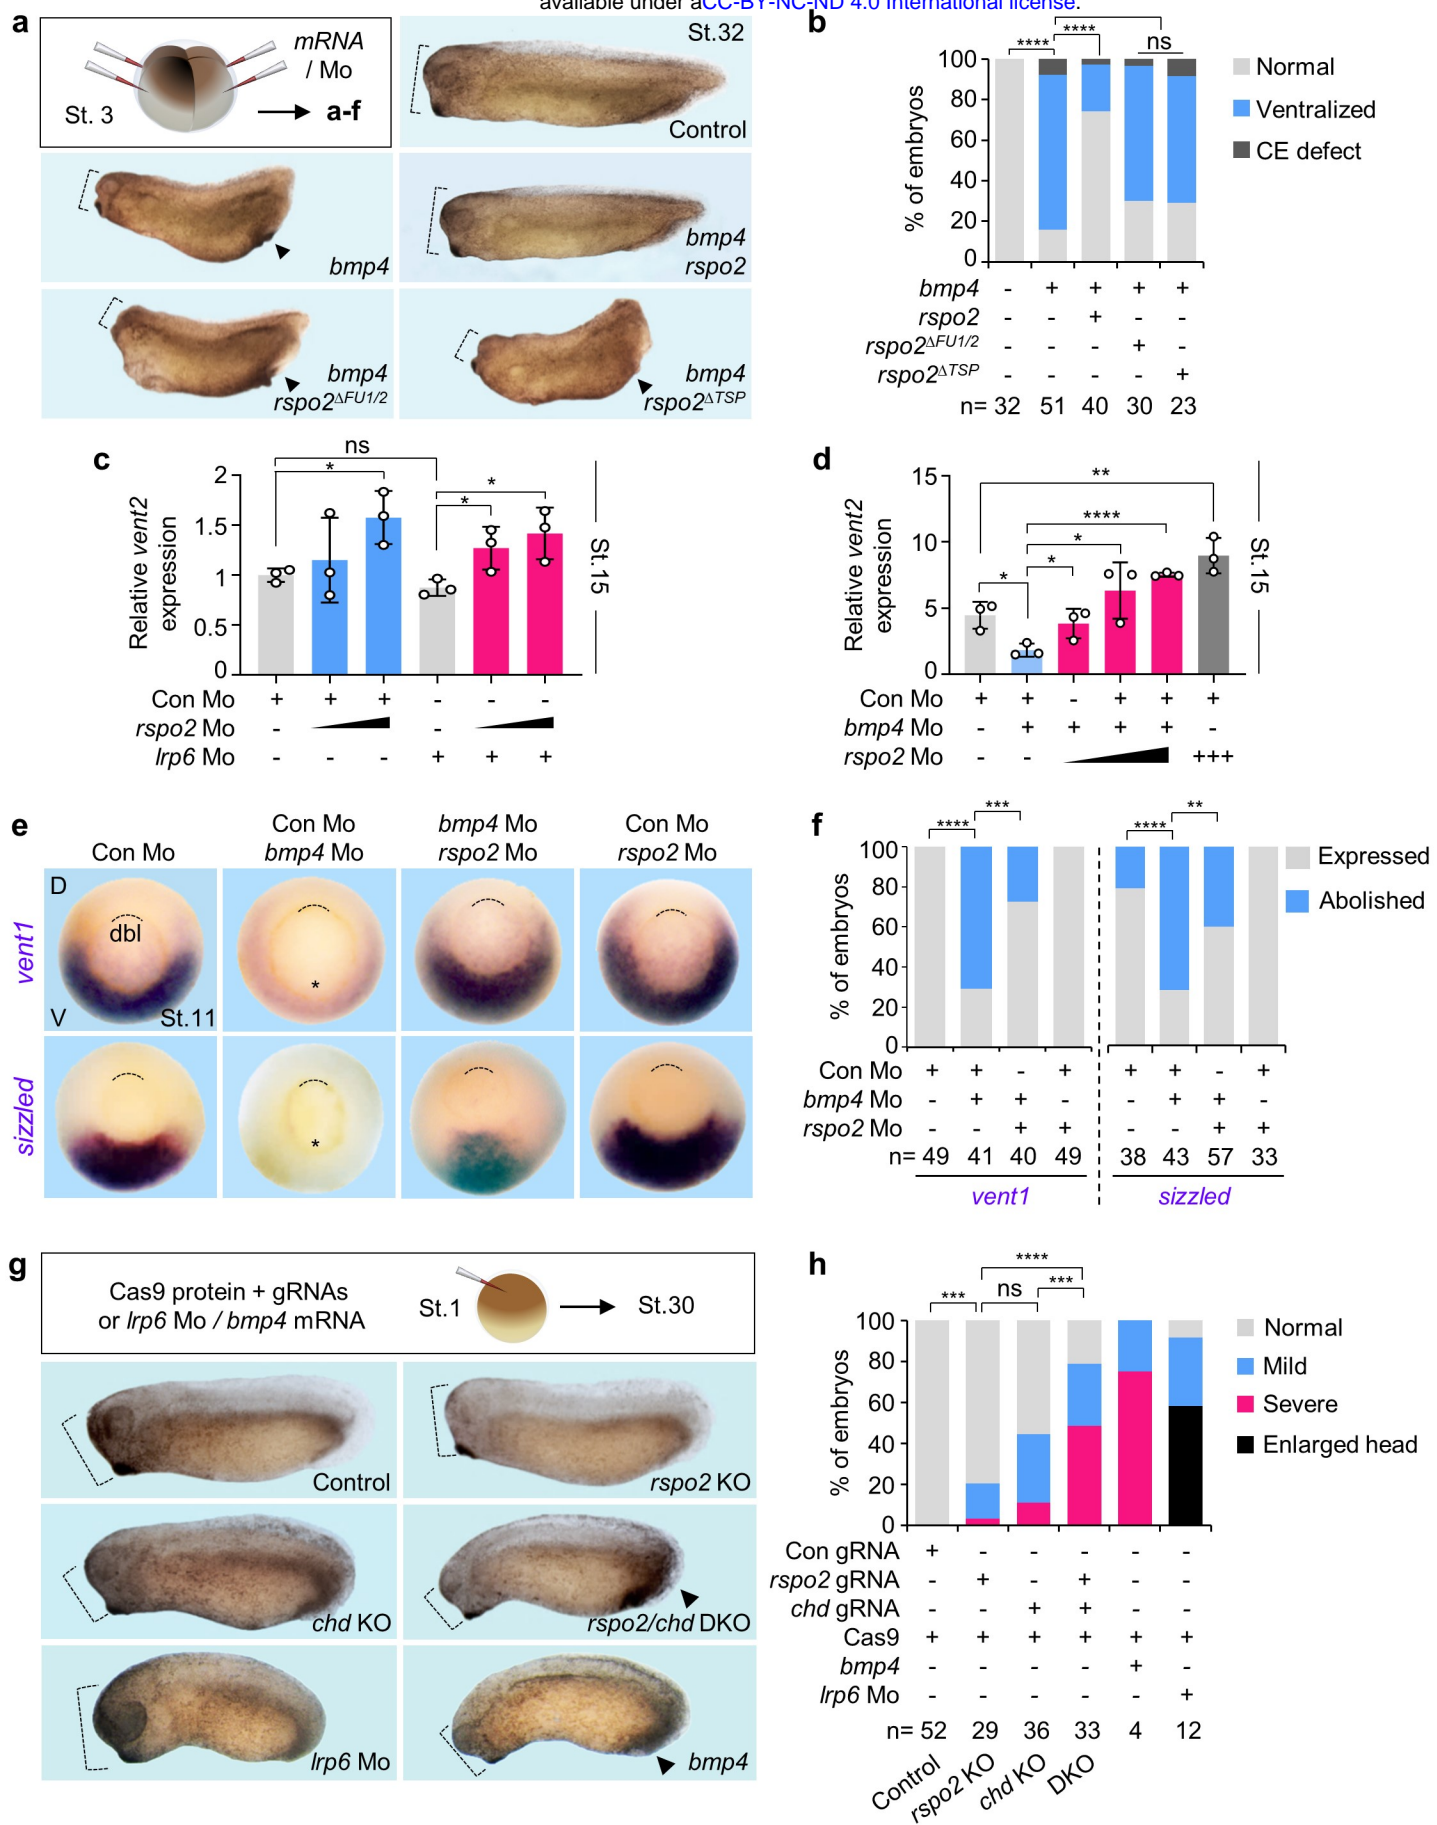 available under aCC-BY-NC-ND 4.0 International license.
a
mRNA
/ Mo
St. 3
a-f
St.32
Control
bmp4
bmp4
rspo2
bmp4
rspo2ΔFU1/2
bmp4
rspo2ΔTSP
b
**** **** ns
% of embryos
100
80
60
40
20
0
Normal
Ventralized
CE defect
bmp4 - + + + +
rspo2 - - + - -
rspo2ΔFU1/2 - - - + -
rspo2ΔTSP - - - - +
n= 32 51 40 30 23
c
ns
* * *
Relative vent2
expression
2
1.5
1
0.5
0
St.15
Con Mo + + + - - -
rspo2 Mo - -
lrp6 Mo - - - + + +
d
**
****
*
* *
Relative vent2
expression
15
10
5
0
St.15
Con Mo + + - + + +
bmp4 Mo - + + + + -
rspo2 Mo - - +++
e
Con Mo
Con Mo
bmp4 Mo
bmp4 Mo
rspo2 Mo
Con Mo
rspo2 Mo
vent1
D
dbl
V
St.11
*
sizzled
*
f
**** *** **** **
% of embryos
100
80
60
40
20
0
Expressed
Abolished
Con Mo + + - + + + - +
bmp4 Mo - + + - - + + -
rspo2 Mo - - + + - - + +
n= 49 41 40 49 38 43 57 33
vent1 sizzled
g
Cas9 protein + gRNAs
or lrp6 Mo / bmp4 mRNA
St.1
St.30
Control
rspo2 KO
chd KO
rspo2/chd DKO
lrp6 Mo
bmp4
h
****
*** ns ***
% of embryos
100
80
60
40
20
0
Normal
Mild
Severe
Enlarged head
Con gRNA + - - - - -
rspo2 gRNA - + - + - -
chd gRNA - - + + - -
Cas9 + + + + + +
bmp4 - - - - + -
lrp6 Mo - - - - - +
n= 52 29 36 33 4 12
Control
rspo2 KO
chd KO
DKO